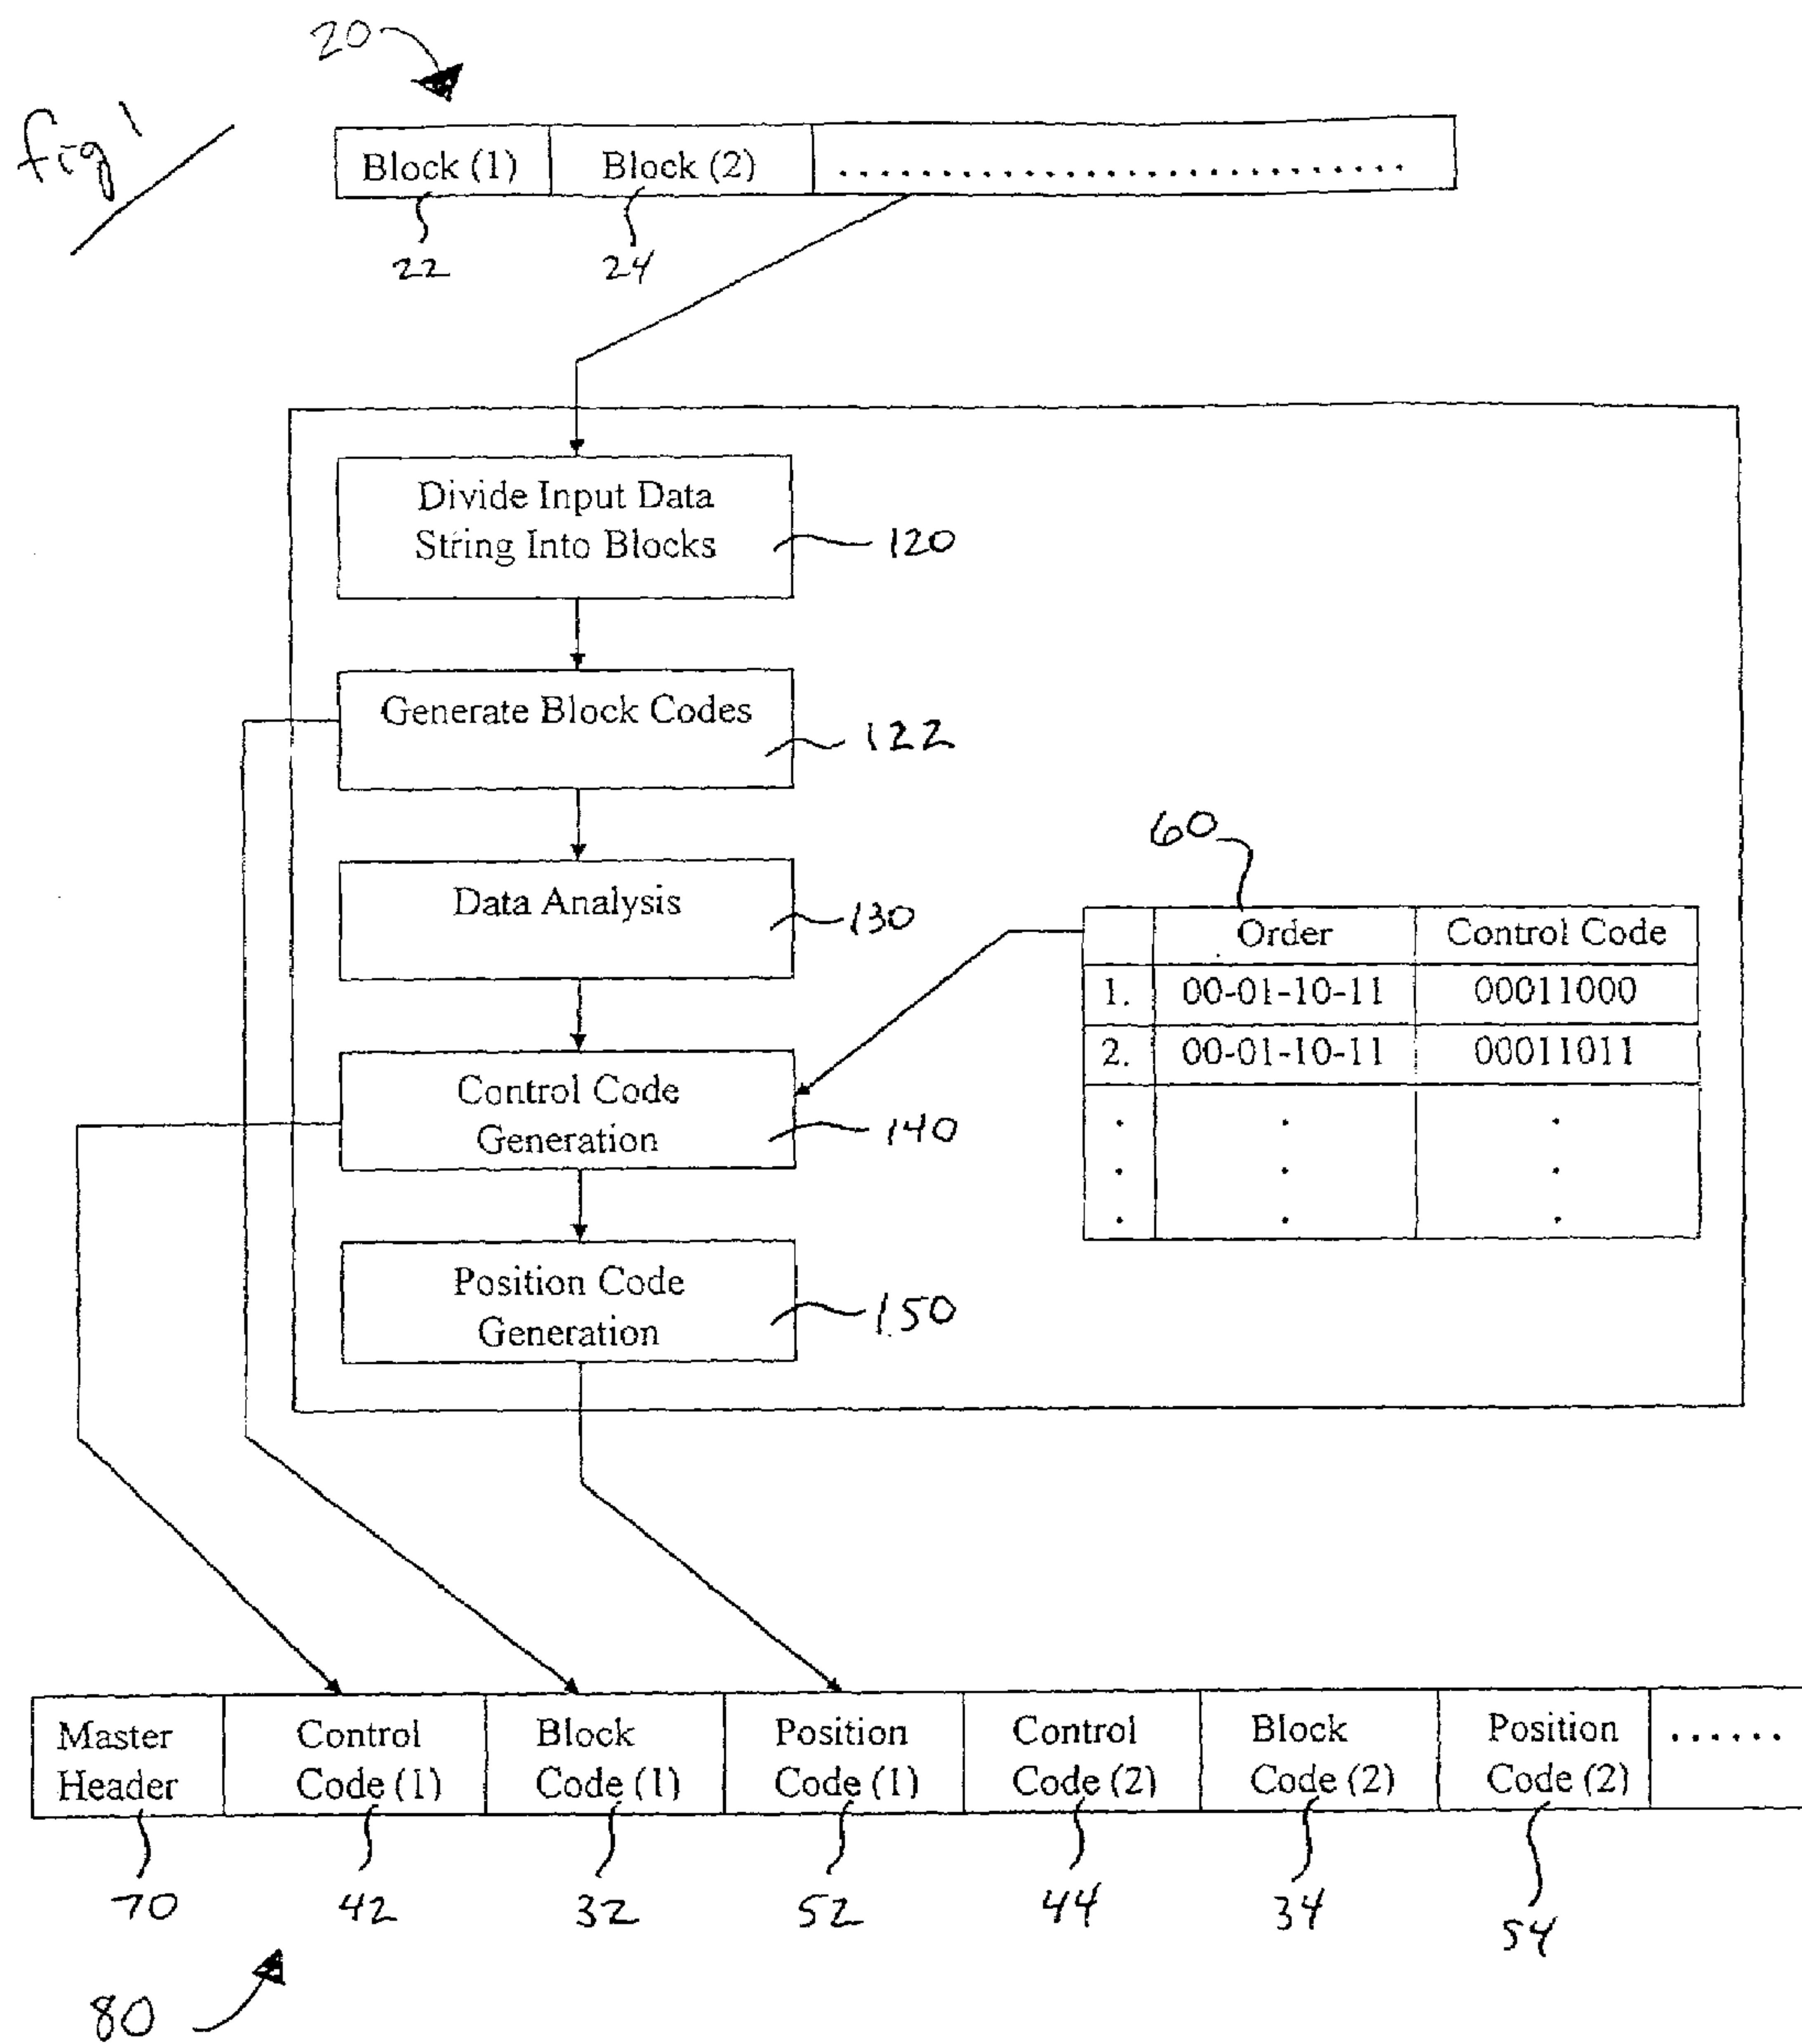 fig 1
20
Block (1) Block (2) ..............................
22 24
Divide Input Data
String Into Blocks
120
Generate Block Codes
122
Data Analysis
130
Control Code
Generation
140
Position Code
Generation
150
60
Order Control Code
1. 00-01-10-11 00011000
2. 00-01-10-11 00011011
. . .
. . .
. . .
Master Control Block Position Control Block Position ......
Header Code (1) Code (1) Code (1) Code (2) Code (2) Code (2)
70 42 32 52 44 34 54
80